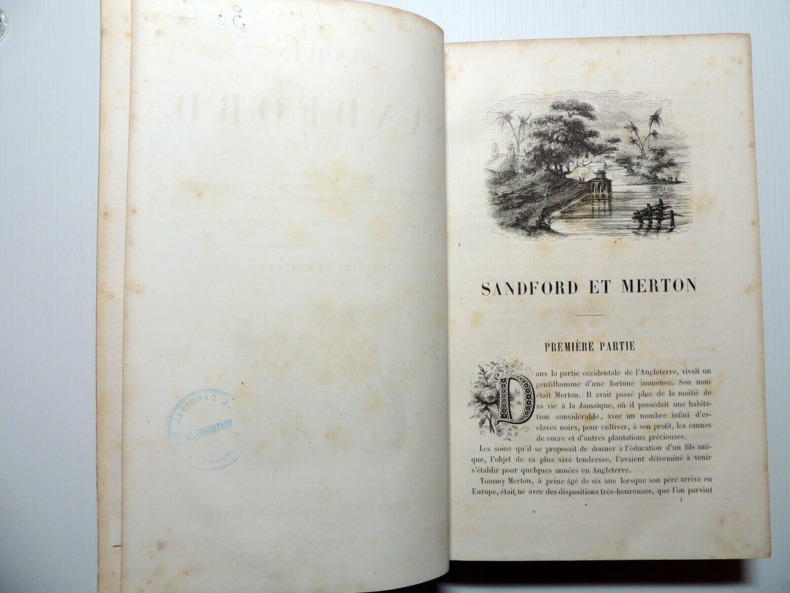 SANDFORD ET MERTON
PREMIÈRE PARTIE
Dans la partie occidentale de l'Angleterre, vivait un
gentilhomme d'une fortune immense. Son nom
était Merton. Il avait passé plus de la moitié de
sa vie à la Jamaïque, où il possédait une habita-
tion considérable, avec un nombre infini d'es-
claves noirs, pour cultiver, à son profit, les cannes
de sucre et d'autres plantations précieuses.
Les soins qu'il se proposait de donner à l'éducation d'un fils uni-
que, l'objet de sa plus vive tendresse, l'avaient déterminé à venir
s'établir pour quelques années en Angleterre.
Tommy Merton, à peine âgé de six ans lorsque son père arriva en
Europe, était né avec des dispositions très-heureuses, que l'on parvint
1